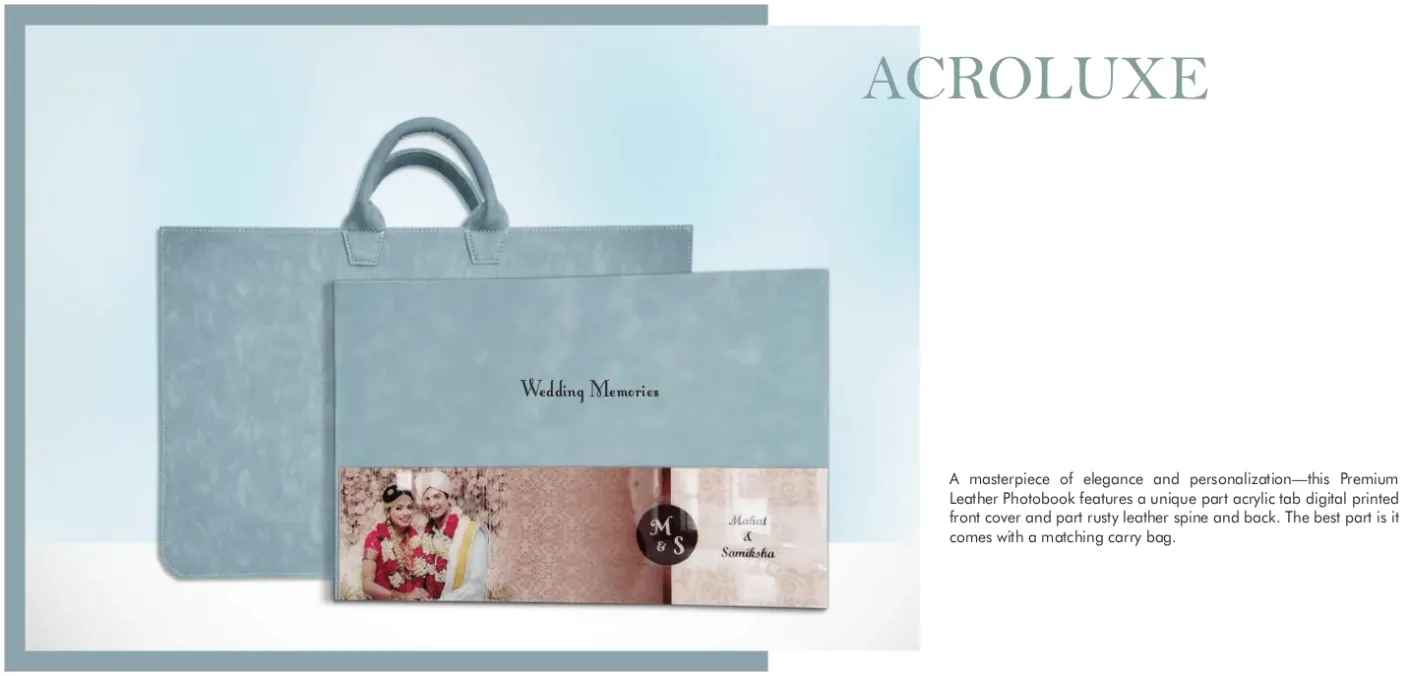 ACROLUXE
Wedding Memories
M
& S
Mahat
&
Samiksha
A masterpiece of elegance and personalization—this Premium
Leather Photobook features a unique part acrylic tab digital printed
front cover and part rusty leather spine and back. The best part is it
comes with a matching carry bag.